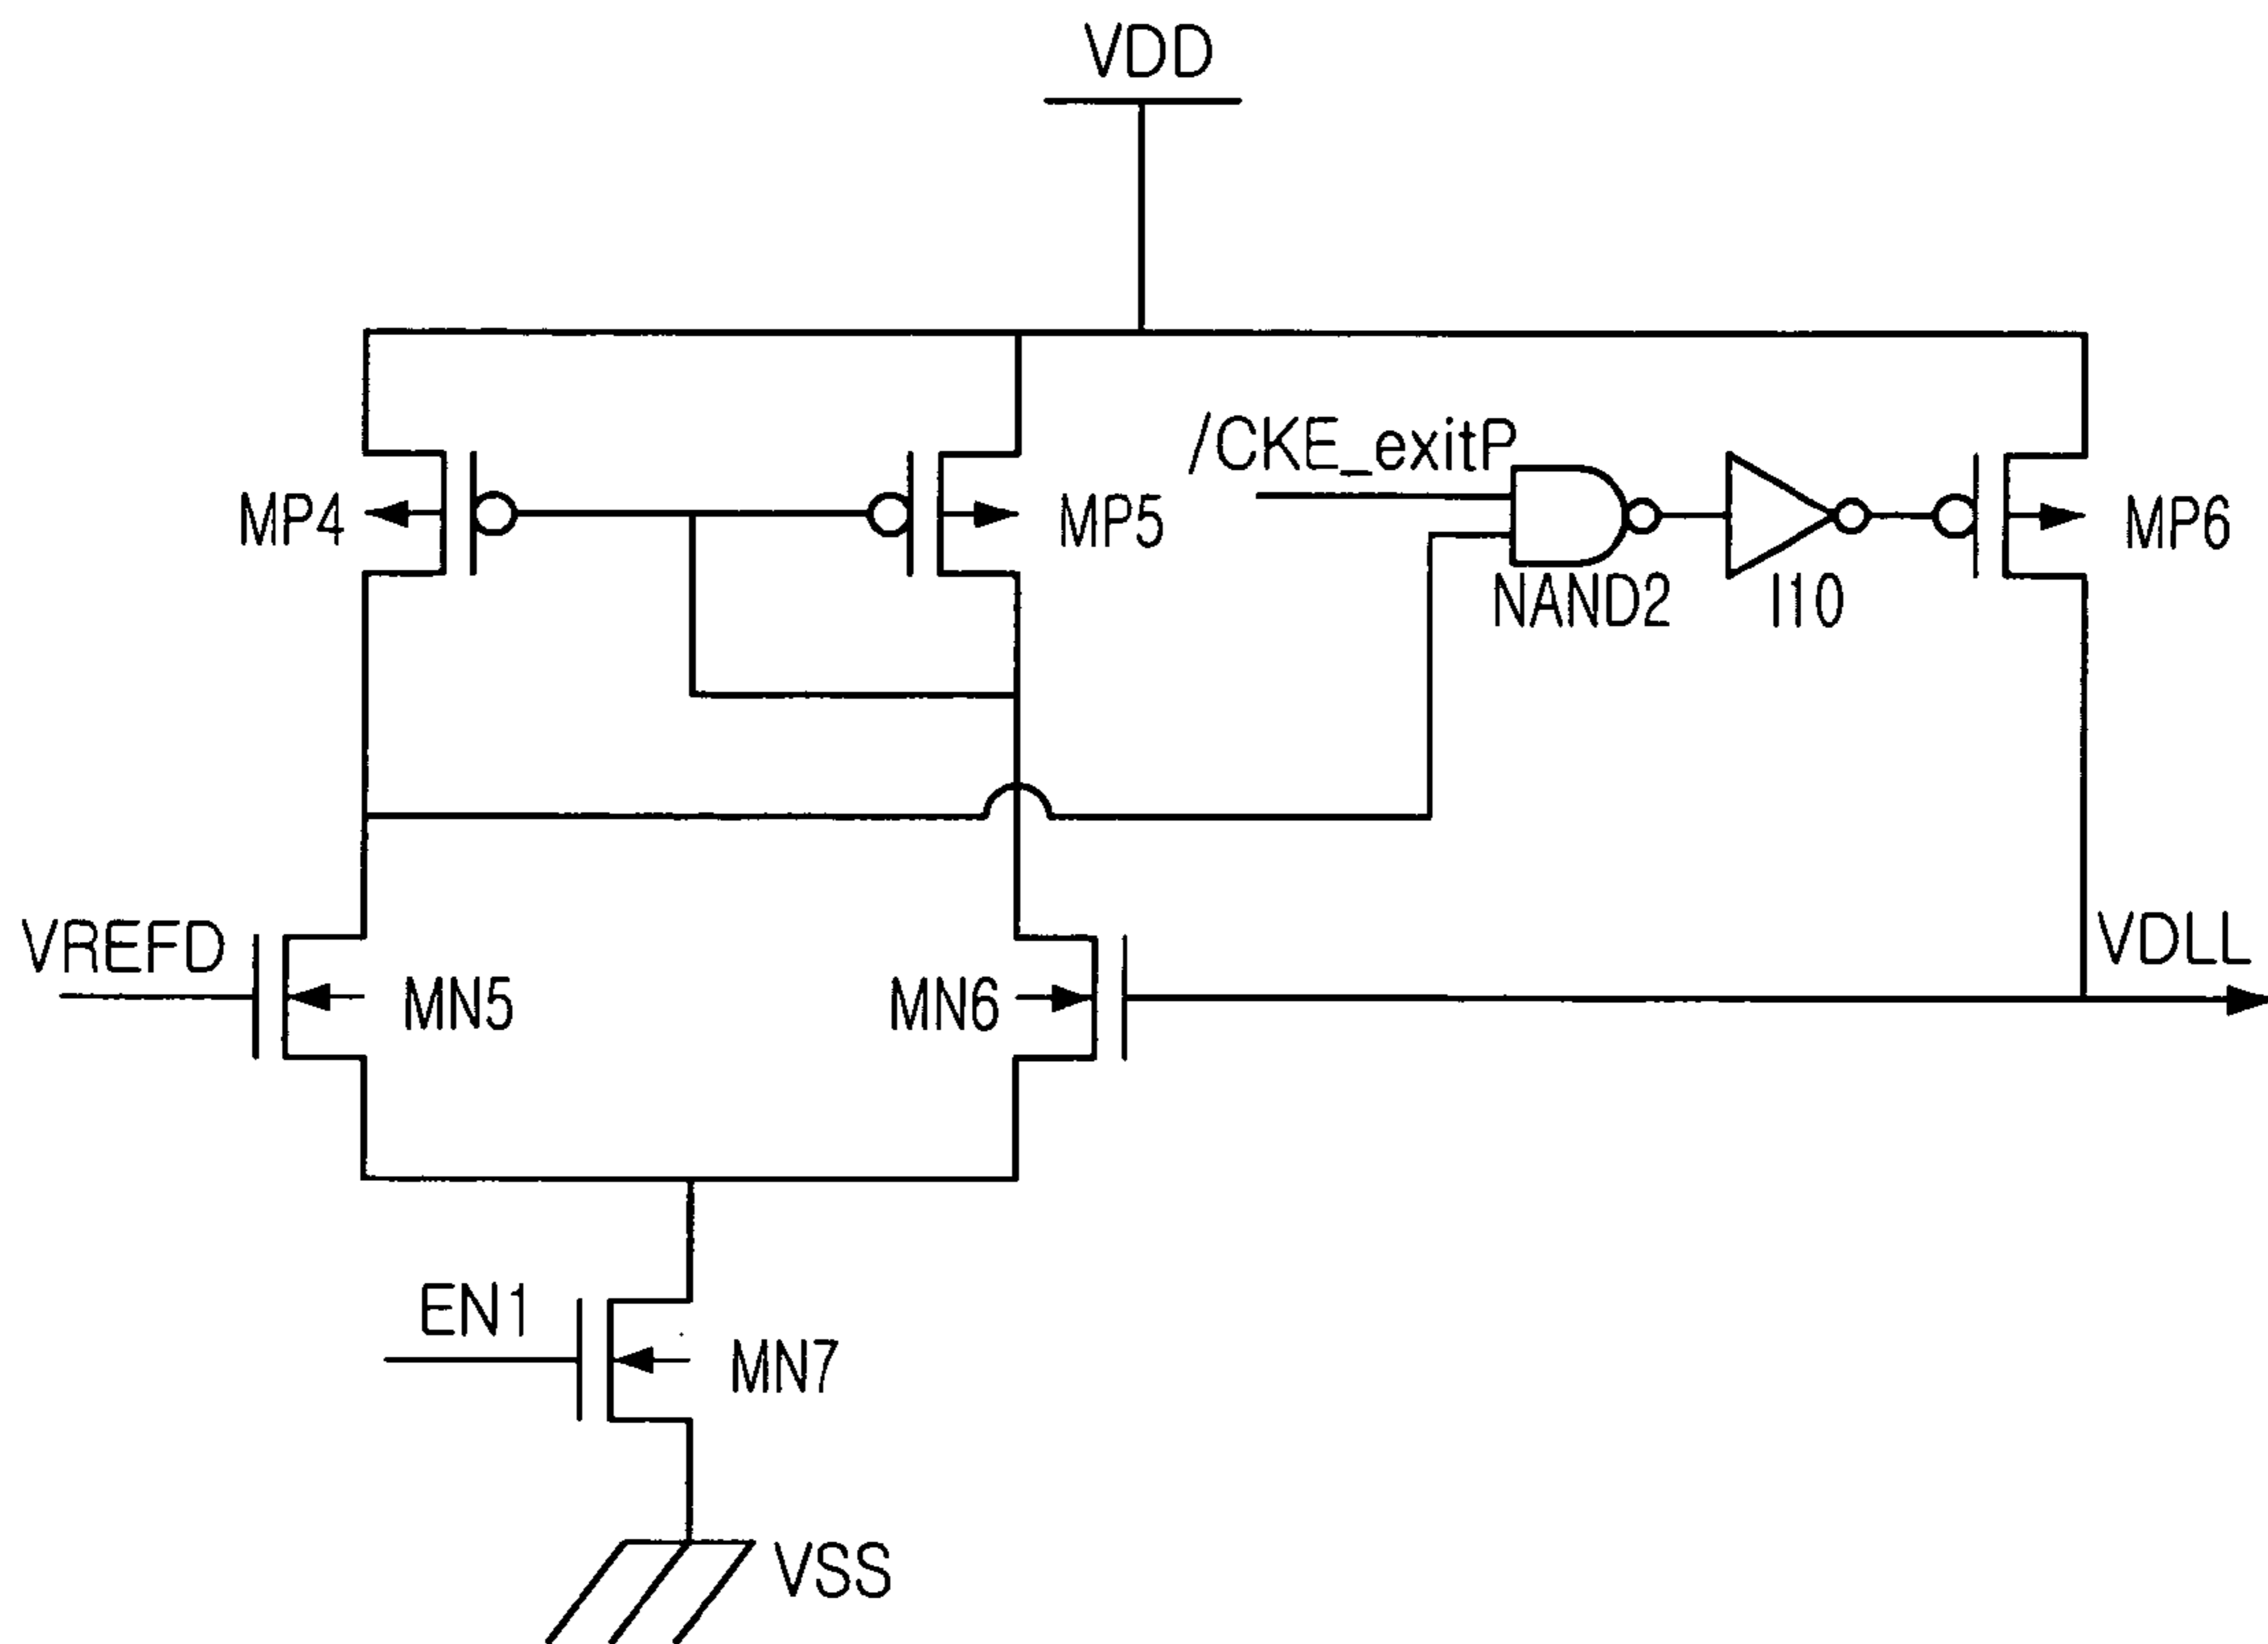 VDD
/CKE_exitP
MP4
MP5
MP6
NAND2
I10
VREFD
MN5
MN6
VDLL
EN1
MN7
VSS